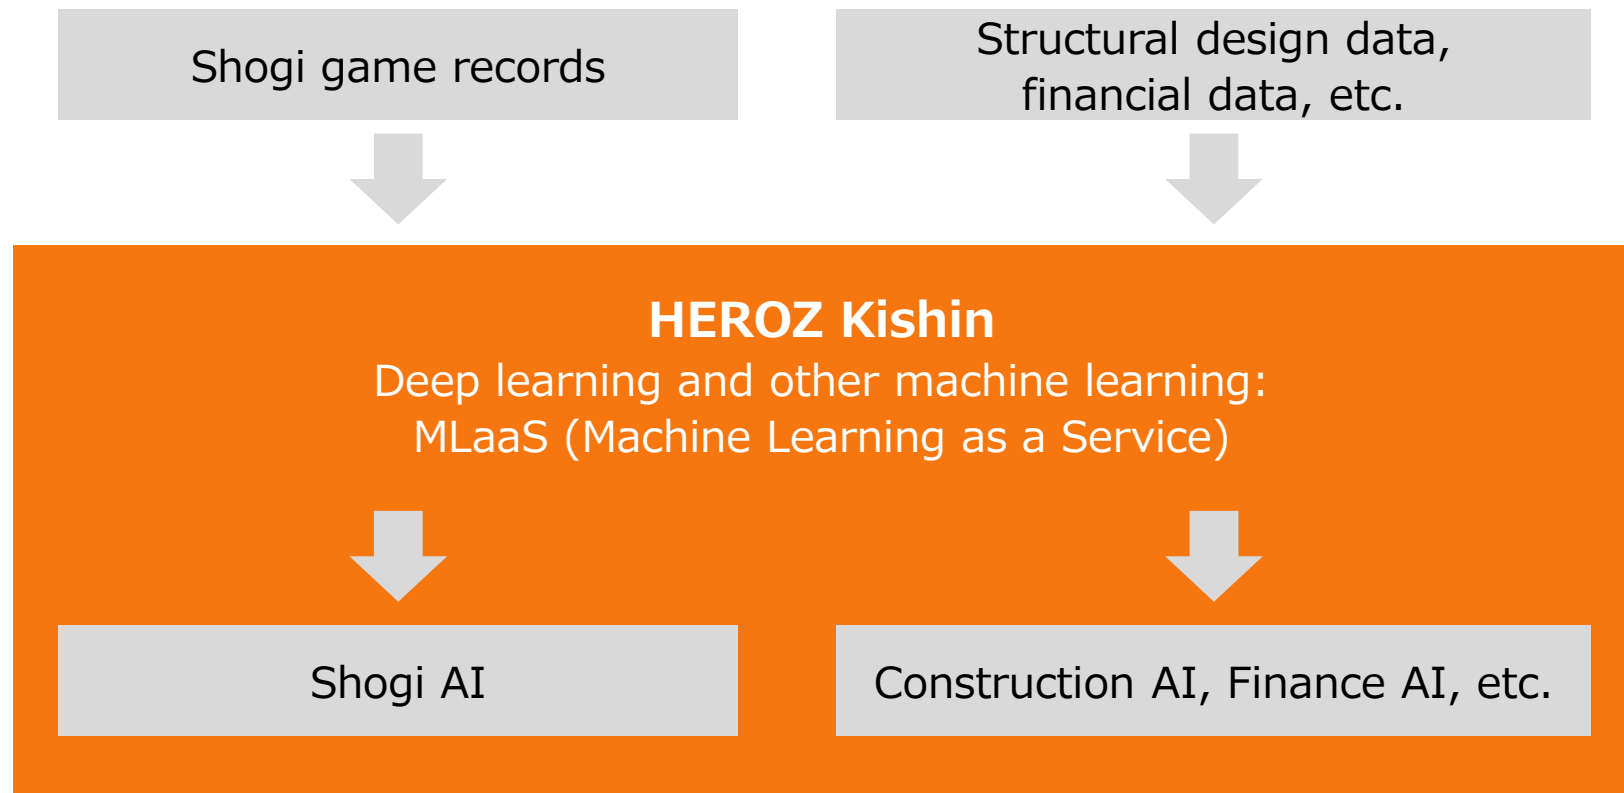 Shogi game records
Structural design data,
financial data, etc.
HEROZ Kishin
Deep learning and other machine learning:
MLaaS (Machine Learning as a Service)
Shogi AI
Construction AI, Finance AI, etc.